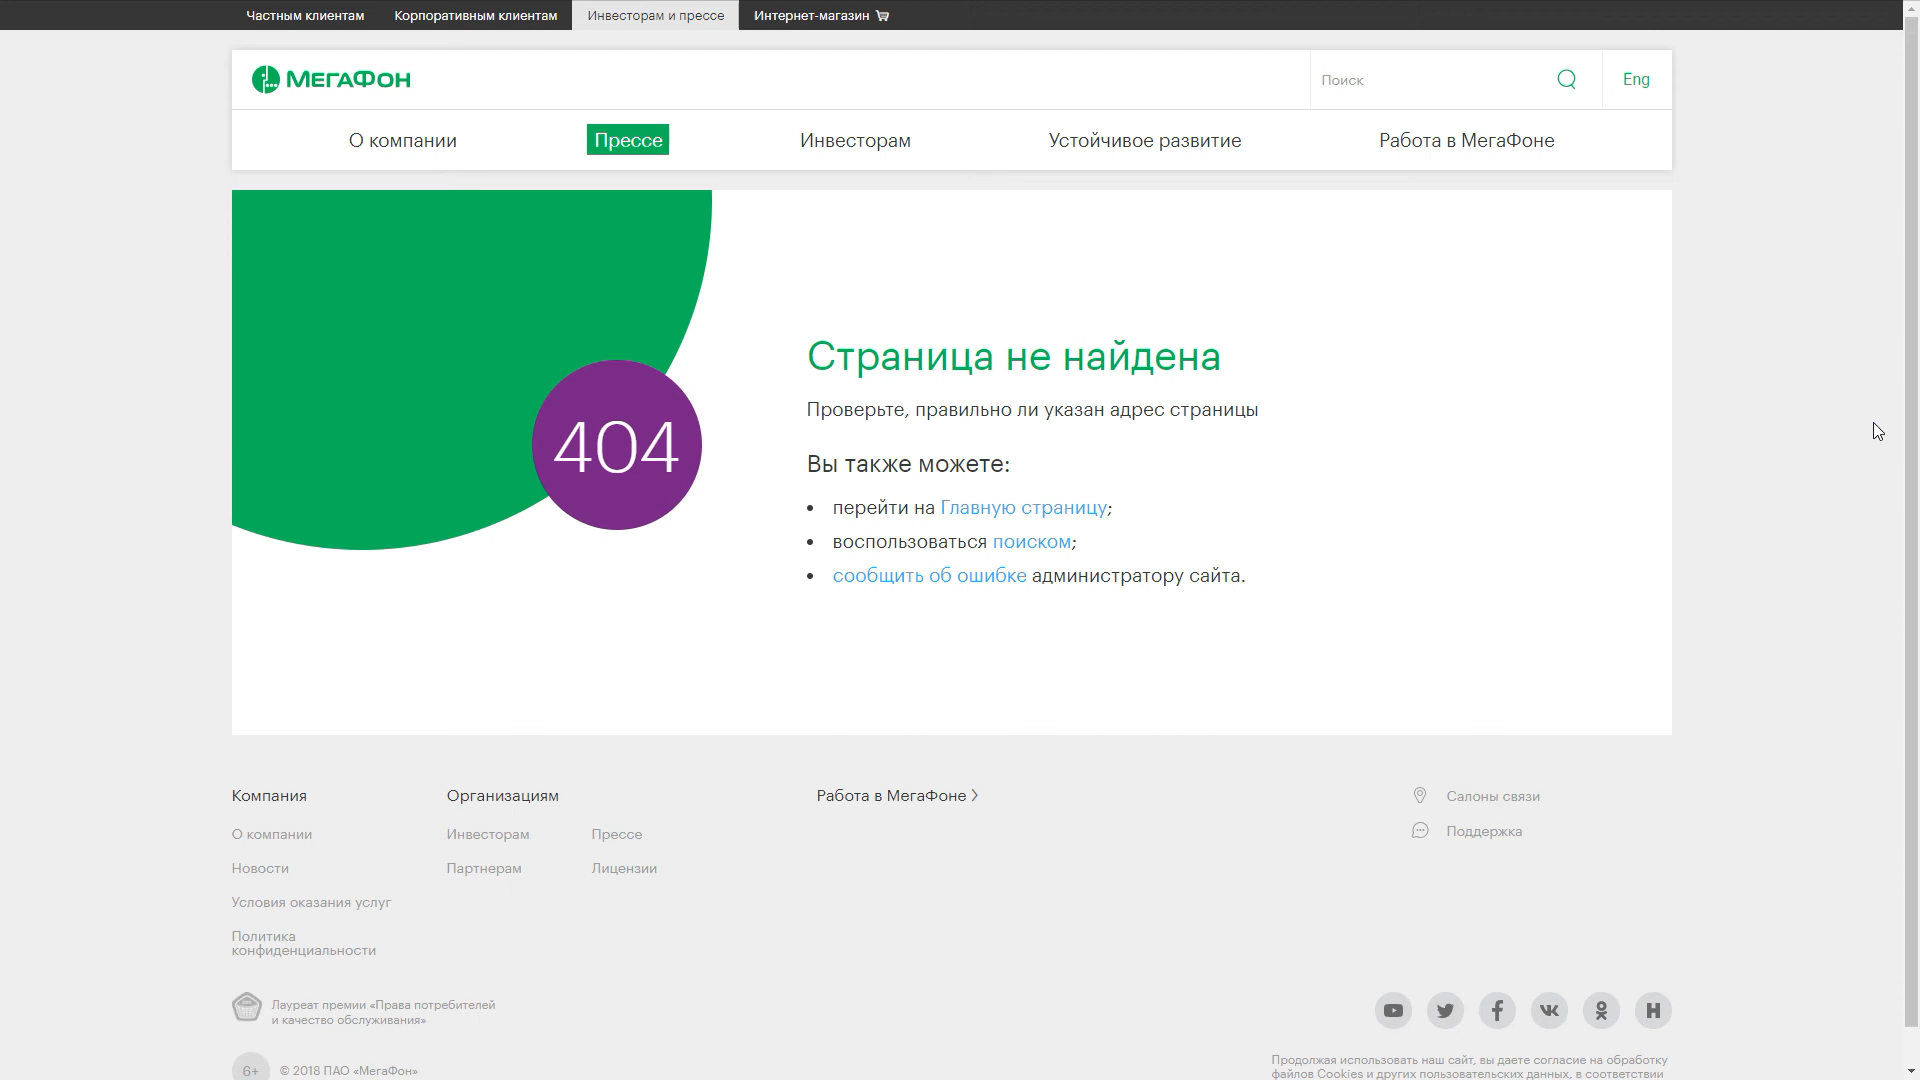 Частным клиентам Корпоративным клиентам Инвесторам и прессе Интернет-магазин
МЕГАФОН Поиск Eng
О компании Прессе Инвесторам Устойчивое развитие Работа в МегаФоне
404
Страница не найдена
Проверьте, правильно ли указан адрес страницы
Вы также можете:
• перейти на Главную страницу;
• воспользоваться поиском;
• сообщить об ошибке администратору сайта.
Компания Организациям Работа в МегаФоне Салоны связи
О компании Инвесторам Прессе Поддержка
Новости Партнерам Лицензии
Условия оказания услуг
Политика
конфиденциальности
Лауреат премии «Права потребителей
и качество обслуживания»
6+ © 2018 ПАО «МегаФон»
Продолжая использовать наш сайт, вы даете согласие на обработку
файлов Cookies и других пользовательских данных, в соответствии